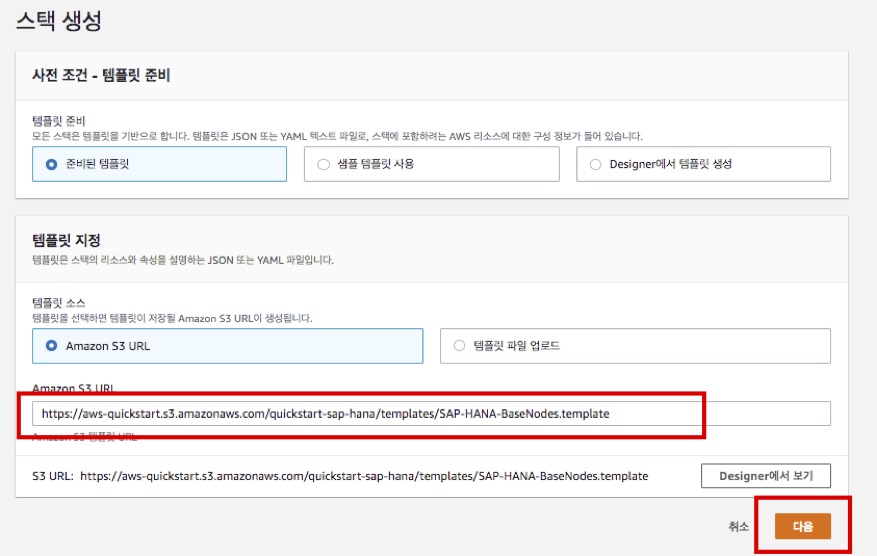 스택 생성
사전 조건 - 템플릿 준비
템플릿 준비
모든 스택은 템플릿을 기반으로 합니다. 템플릿은 JSON 또는 YAML 텍스트 파일로, 스택에 포함하려는 AWS 리소스에 대한 구성 정보가 들어 있습니다.
준비된 템플릿
샘플 템플릿 사용
Designer에서 템플릿 생성
템플릿 지정
템플릿은 스택의 리소스와 속성을 설명하는 JSON 또는 YAML 파일입니다.
템플릿 소스
템플릿을 선택하면 템플릿이 저장될 Amazon S3 URL이 생성됩니다.
Amazon S3 URL
템플릿 파일 업로드
Amazon S3 URL
https://aws-quickstart.s3.amazonaws.com/quickstart-sap-hana/templates/SAP-HANA-BaseNodes.template
Amazon S3 템플릿 URL
S3 URL: https://aws-quickstart.s3.amazonaws.com/quickstart-sap-hana/templates/SAP-HANA-BaseNodes.template
Designer에서 보기
취소
다음